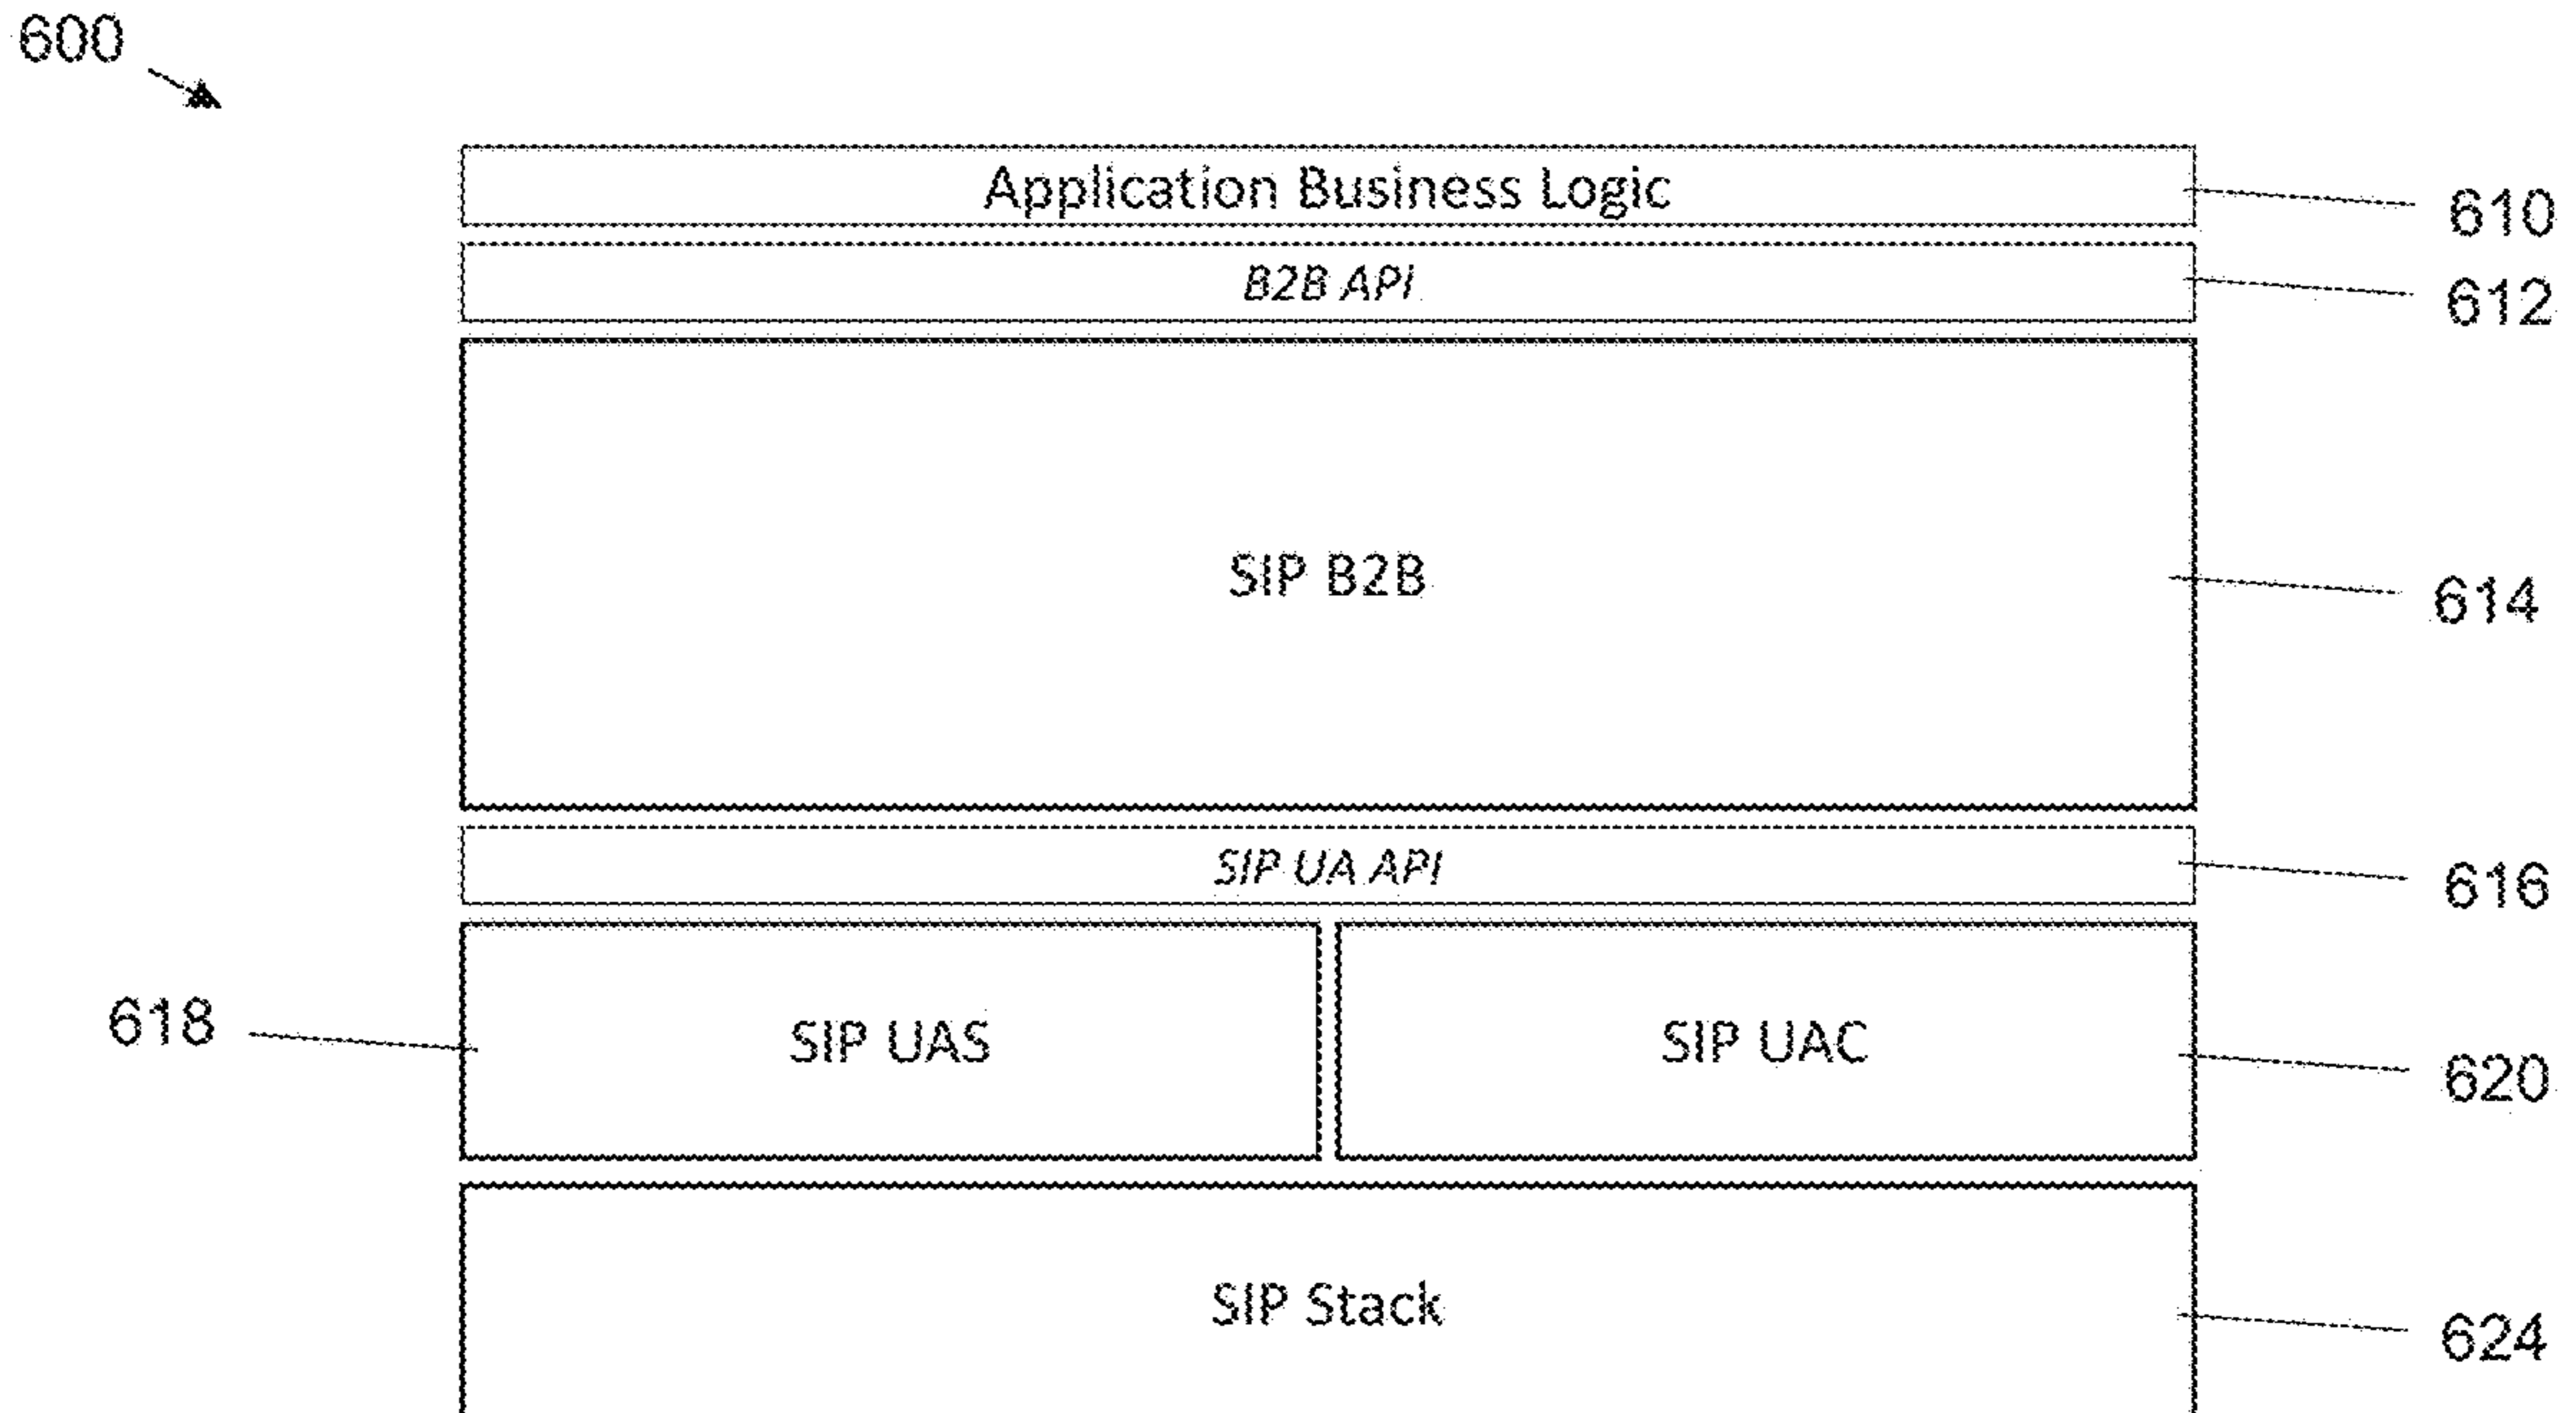 600
Application Business Logic
610
B2B API
612
SIP B2B
614
SIP UA API
616
618
SIP UAS
SIP UAC
620
SIP Stack
624